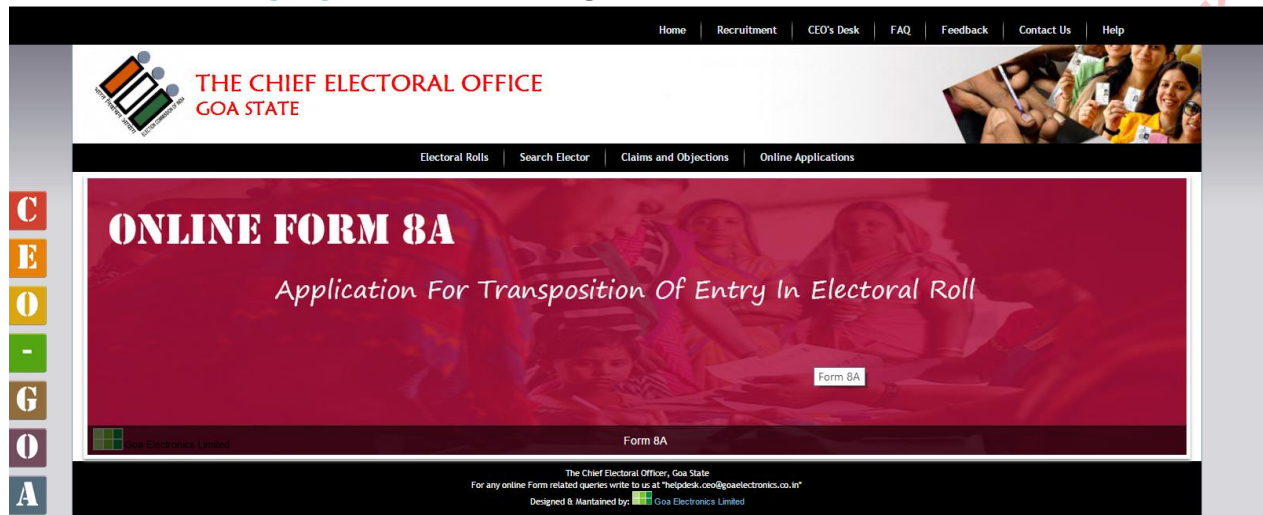 Home Recruitment CEO's Desk FAQ Feedback Contact Us Help
THE CHIEF ELECTORAL OFFICE
GOA STATE
Electoral Rolls Search Elector Claims and Objections Online Applications
C
E
O
-
G
O
A
ONLINE FORM 8A
Application For Transposition Of Entry In Electoral Roll
Form 8A
Goa Electronics Limited
Form 8A
The Chief Electoral Officer, Goa State
For any online Form related queries write to us at "helpdesk.ceo@goaelectronics.co.in"
Designed & Mantained by: Goa Electronics Limited